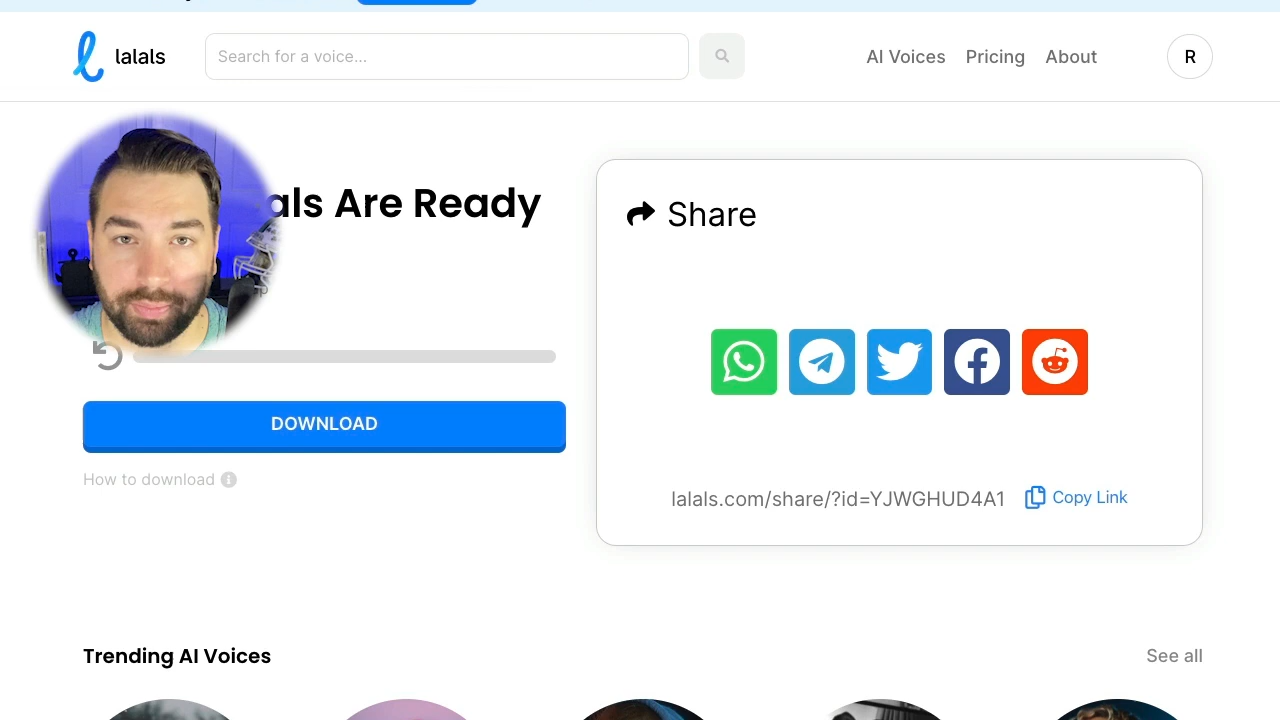 lalals
Search for a voice...
AI Voices
Pricing
About
R
als Are Ready
Share
DOWNLOAD
How to download
lalals.com/share/?id=YJWGHUD4A1
Copy Link
Trending AI Voices
See all